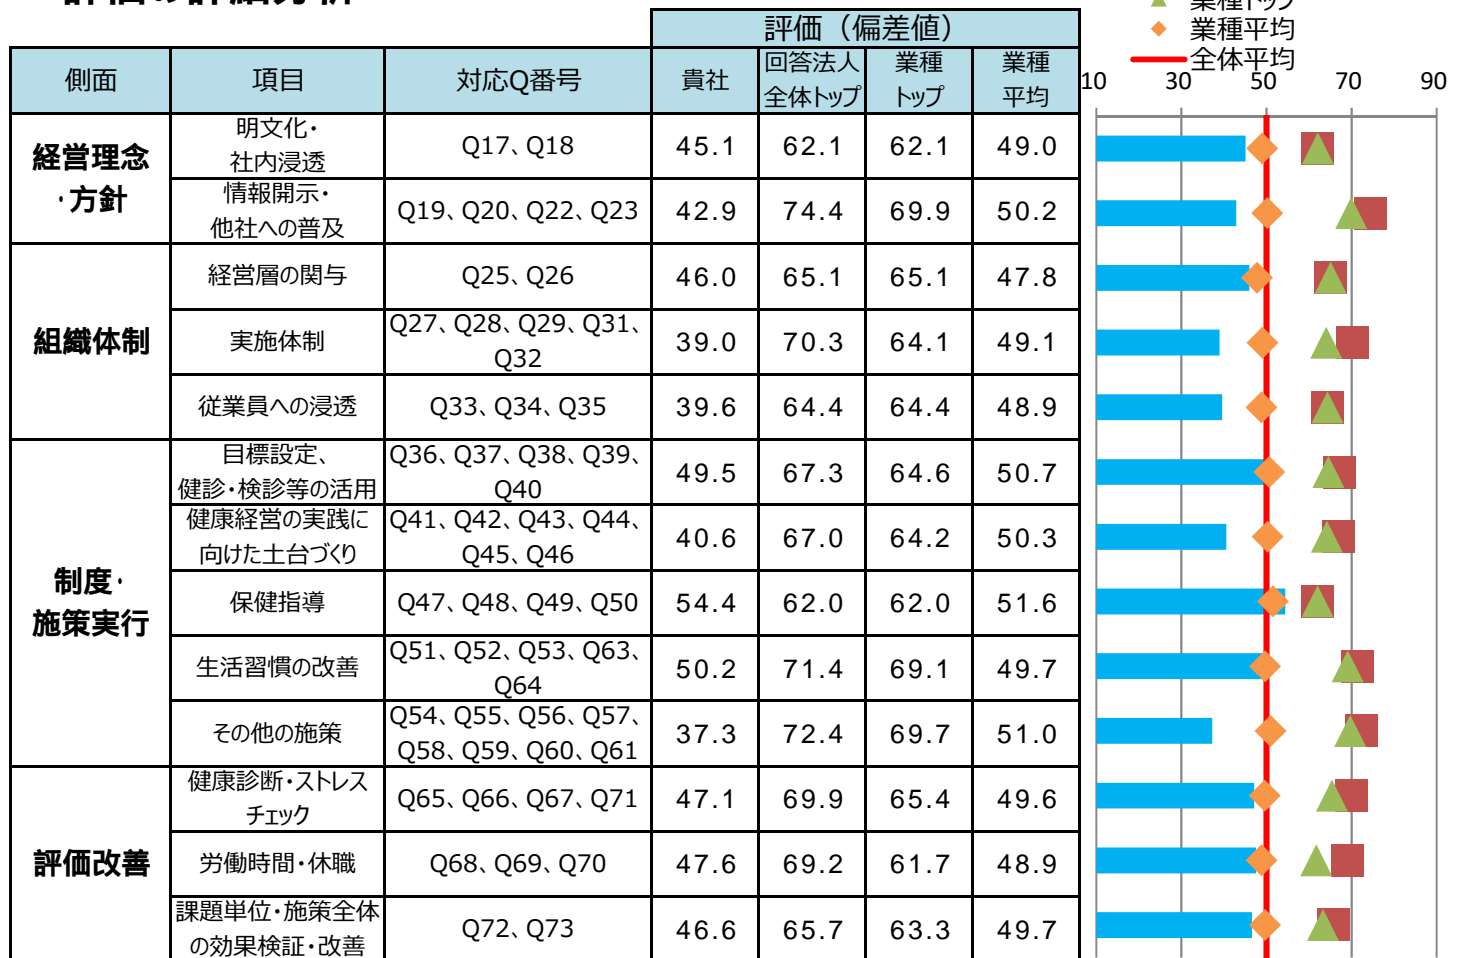 評価の詳細分析
業種トップ
業種平均
全体平均
評価（偏差値）
側面 項目 対応Q番号 貴社 回答法人全体トップ 業種トップ 業種平均
10 30 50 70 90
経営理念・方針
明文化・社内浸透 Q17、Q18 45.1 62.1 62.1 49.0
情報開示・他社への普及 Q19、Q20、Q22、Q23 42.9 74.4 69.9 50.2
組織体制
経営層の関与 Q25、Q26 46.0 65.1 65.1 47.8
実施体制 Q27、Q28、Q29、Q31、Q32 39.0 70.3 64.1 49.1
従業員への浸透 Q33、Q34、Q35 39.6 64.4 64.4 48.9
制度・施策実行
目標設定、健診・検診等の活用 Q36、Q37、Q38、Q39、Q40 49.5 67.3 64.6 50.7
健康経営の実践に向けた土台づくり Q41、Q42、Q43、Q44、Q45、Q46 40.6 67.0 64.2 50.3
保健指導 Q47、Q48、Q49、Q50 54.4 62.0 62.0 51.6
生活習慣の改善 Q51、Q52、Q53、Q63、Q64 50.2 71.4 69.1 49.7
その他の施策 Q54、Q55、Q56、Q57、Q58、Q59、Q60、Q61 37.3 72.4 69.7 51.0
評価改善
健康診断・ストレスチェック Q65、Q66、Q67、Q71 47.1 69.9 65.4 49.6
労働時間・休職 Q68、Q69、Q70 47.6 69.2 61.7 48.9
課題単位・施策全体の効果検証・改善 Q72、Q73 46.6 65.7 63.3 49.7